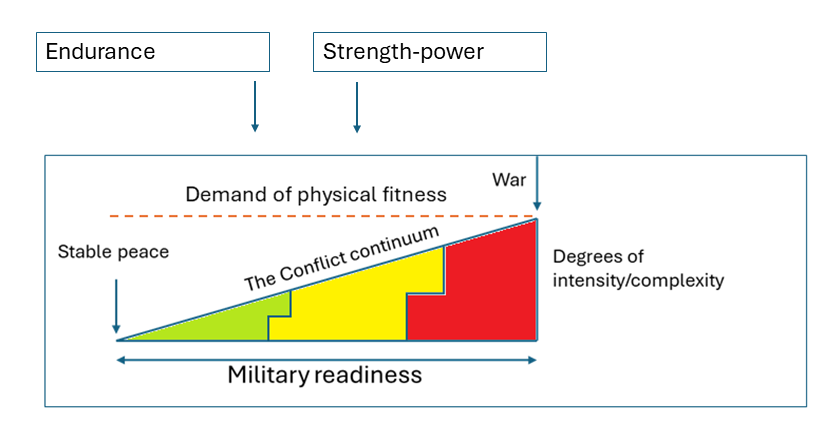 Endurance
Strength-power
War
Demand of physical fitness
Stable peace
The Conflict continuum
Degrees of
intensity/complexity
Military readiness